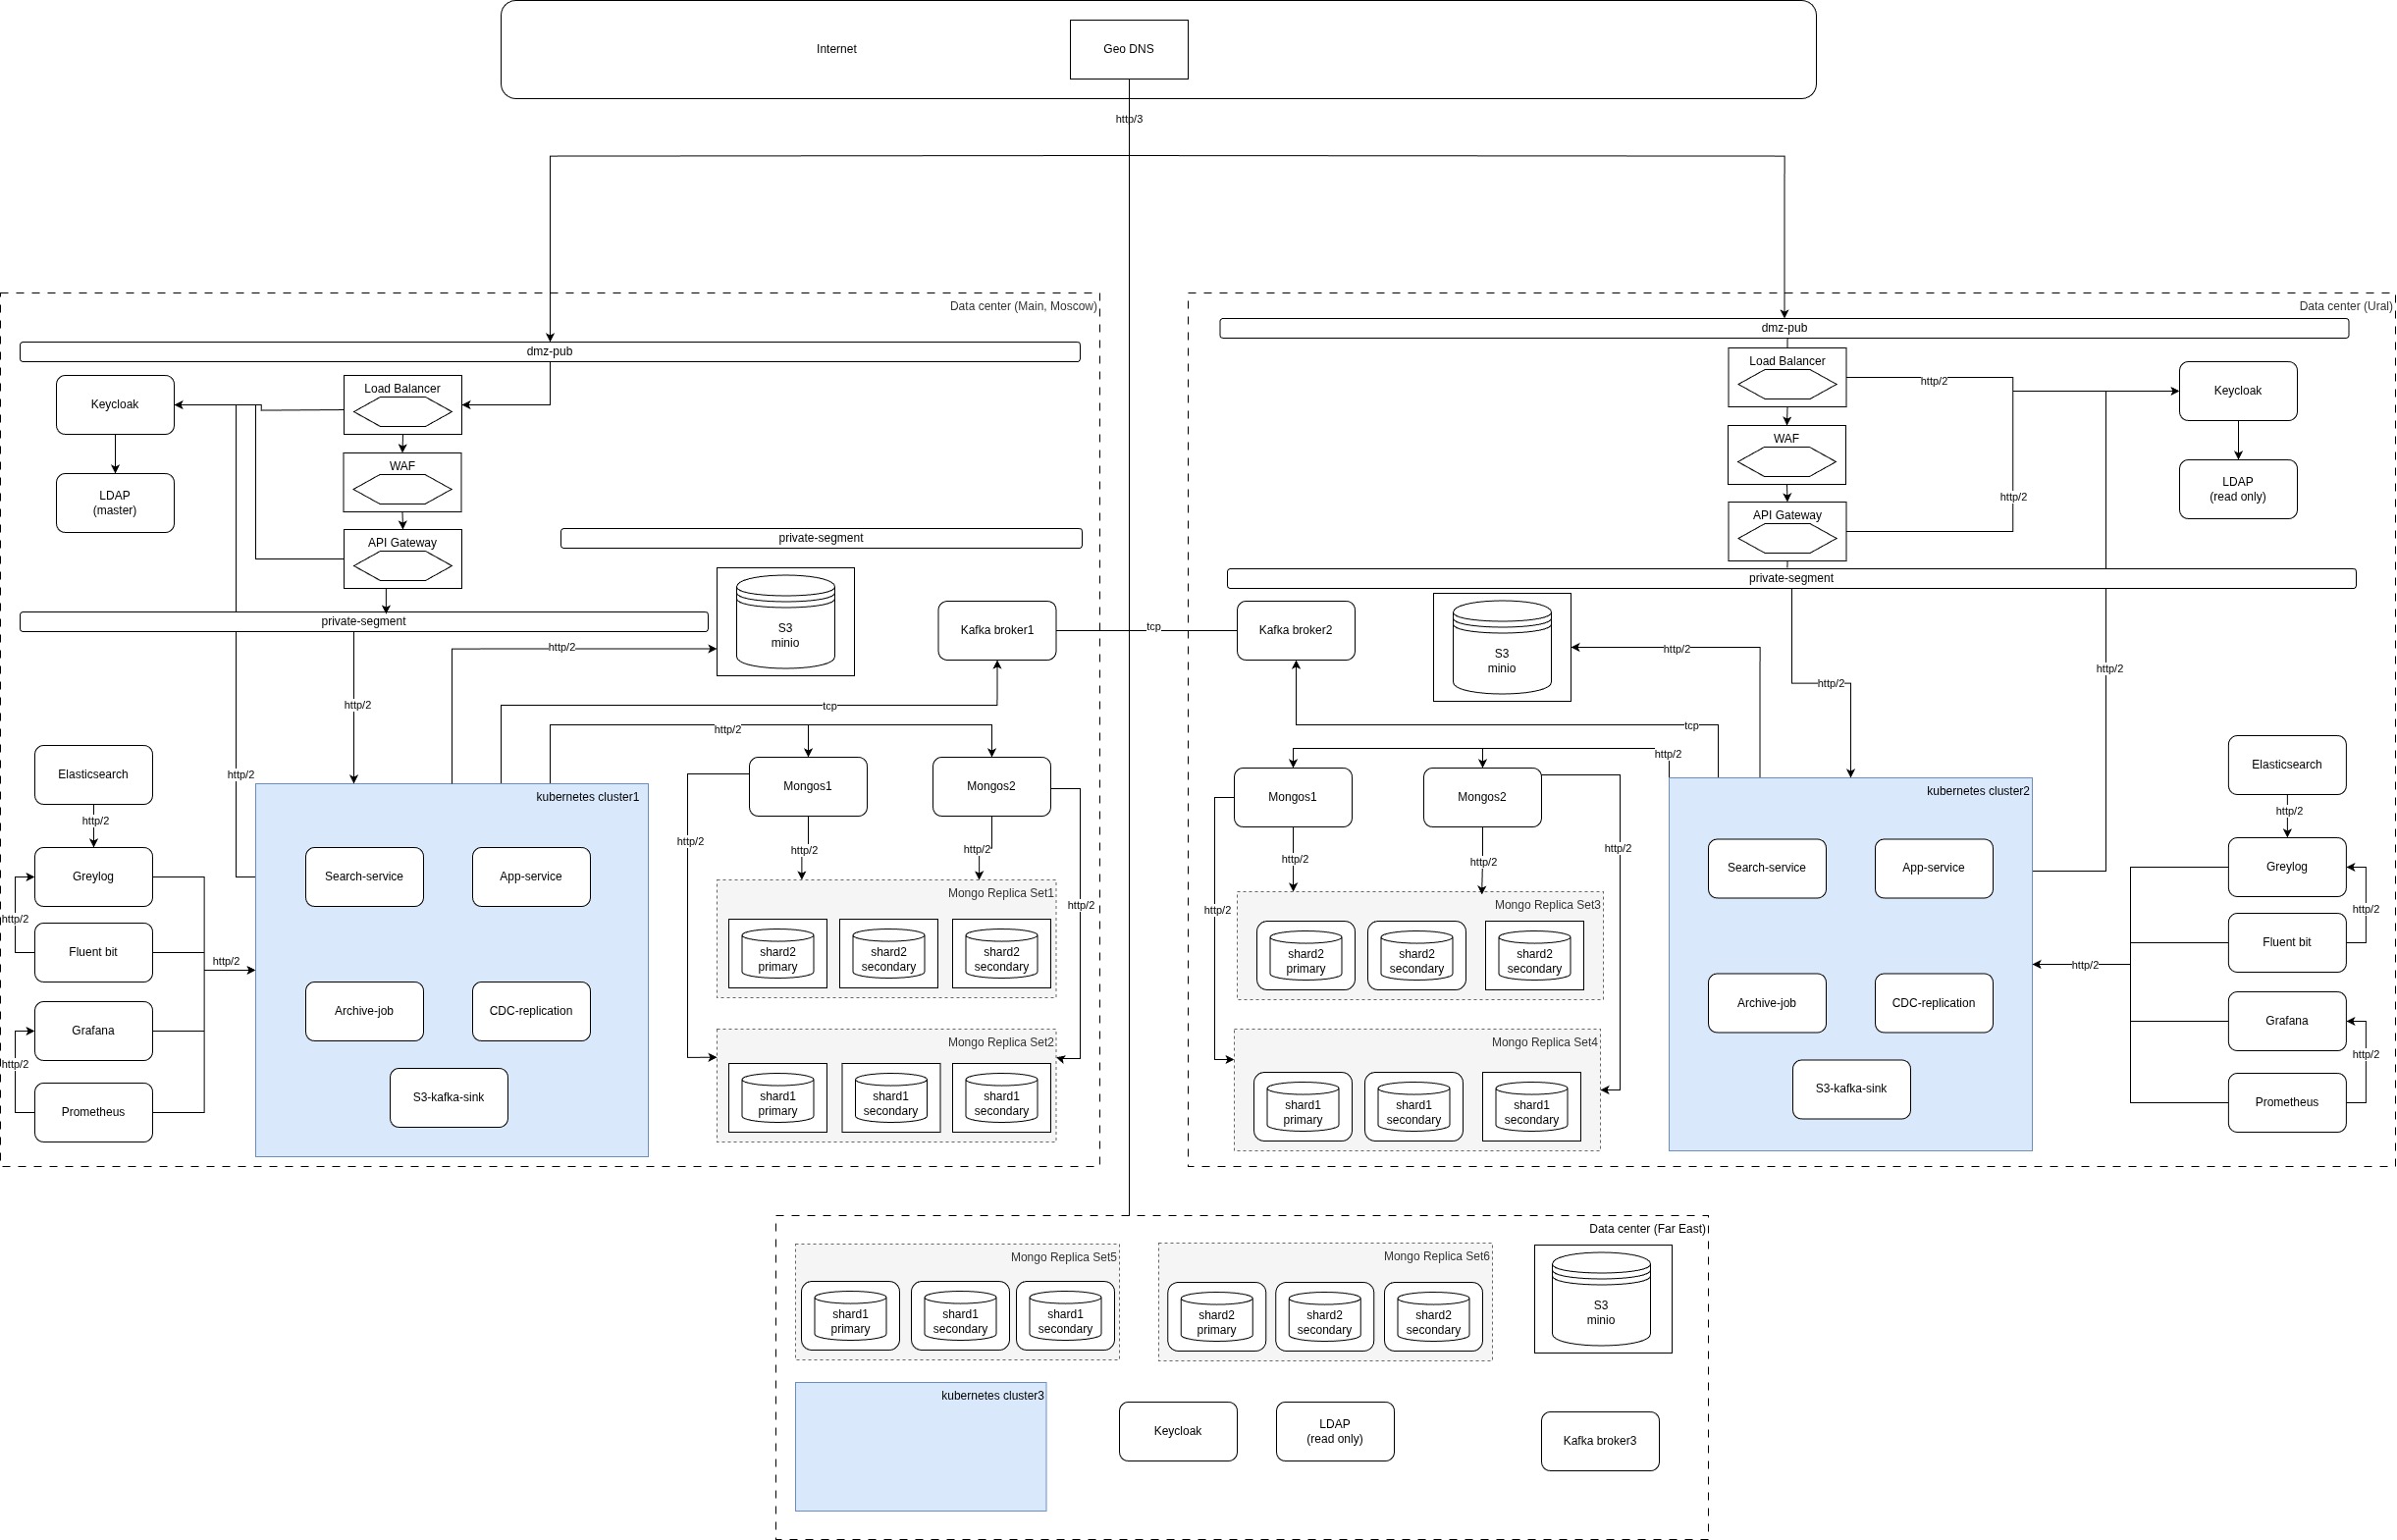 Internet
Geo DNS
http/3
Data center (Main, Moscow)
dmz-pub
Keycloak
LDAP
(master)
Load Balancer
WAF
API Gateway
private-segment
private-segment
S3
minio
Kafka broker1
http/2
http/2
tcp
http/2
http/2
Elasticsearch
http/2
Greylog
http/2
Fluent bit
Grafana
http/2
Prometheus
http/2
kubernetes cluster1
Search-service
App-service
Archive-job
CDC-replication
S3-kafka-sink
Mongos1
Mongos2
http/2
http/2
http/2
http/2
Mongo Replica Set1
shard2
primary
shard2
secondary
shard2
secondary
Mongo Replica Set2
shard1
primary
shard1
secondary
shard1
secondary
tcp
Data center (Ural)
dmz-pub
Load Balancer
WAF
API Gateway
http/2
http/2
Keycloak
LDAP
(read only)
private-segment
Kafka broker2
S3
minio
http/2
http/2
http/2
tcp
http/2
Mongos1
Mongos2
http/2
http/2
http/2
http/2
Mongo Replica Set3
shard2
primary
shard2
secondary
shard2
secondary
Mongo Replica Set4
shard1
primary
shard1
secondary
shard1
secondary
kubernetes cluster2
Search-service
App-service
Archive-job
CDC-replication
S3-kafka-sink
http/2
Elasticsearch
http/2
Greylog
http/2
Fluent bit
Grafana
http/2
Prometheus
Data center (Far East)
Mongo Replica Set5
shard1
primary
shard1
secondary
shard1
secondary
Mongo Replica Set6
shard2
primary
shard2
secondary
shard2
secondary
S3
minio
kubernetes cluster3
Keycloak
LDAP
(read only)
Kafka broker3